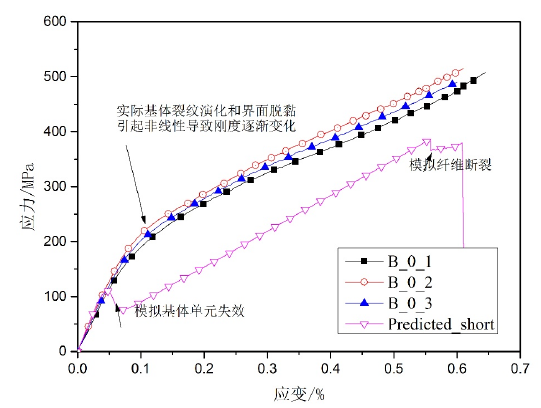 600
500
400
300
200
100
0
应力/MPa
实际基体裂纹演化和界面脱黏
引起非线性导致刚度逐渐变化
模拟纤维断裂
模拟基体单元失效
B_0_1
B_0_2
B_0_3
Predicted_short
0.0 0.1 0.2 0.3 0.4 0.5 0.6 0.7
应变/%